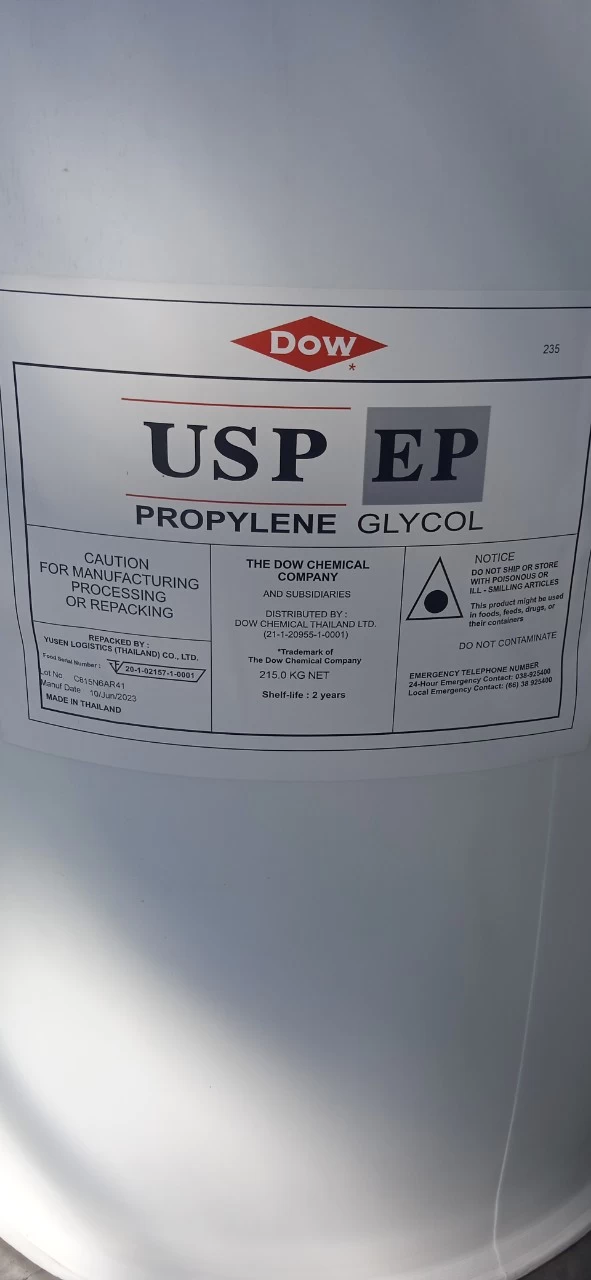 DOW
*
235
USP EP
PROPYLENE GLYCOL
CAUTION
FOR MANUFACTURING
PROCESSING
OR REPACKING
REPACKED BY :
YUSEN LOGISTICS (THAILAND) CO., LTD.
Food Serial Number : 20-1-02157-1-0001
Lot No C615N6AR41
Manuf Date 10/Jun/2023
MADE IN THAILAND
THE DOW CHEMICAL
COMPANY
AND SUBSIDIARIES
DISTRIBUTED BY :
DOW CHEMICAL THAILAND LTD.
(21-1-20955-1-0001)
*Trademark of
The Dow Chemical Company
215.0 KG NET
Shelf-life : 2 years
NOTICE
DO NOT SHIP OR STORE
WITH POISONOUS OR
ILL - SMILLING ARTICLES
This product might be used
in foods, feeds, drugs, or
their containers
DO NOT CONTAMINATE
EMERGENCY TELEPHONE NUMBER
24-Hour Emergency Contact: 038-925400
Local Emergency Contact: (66) 38 925400